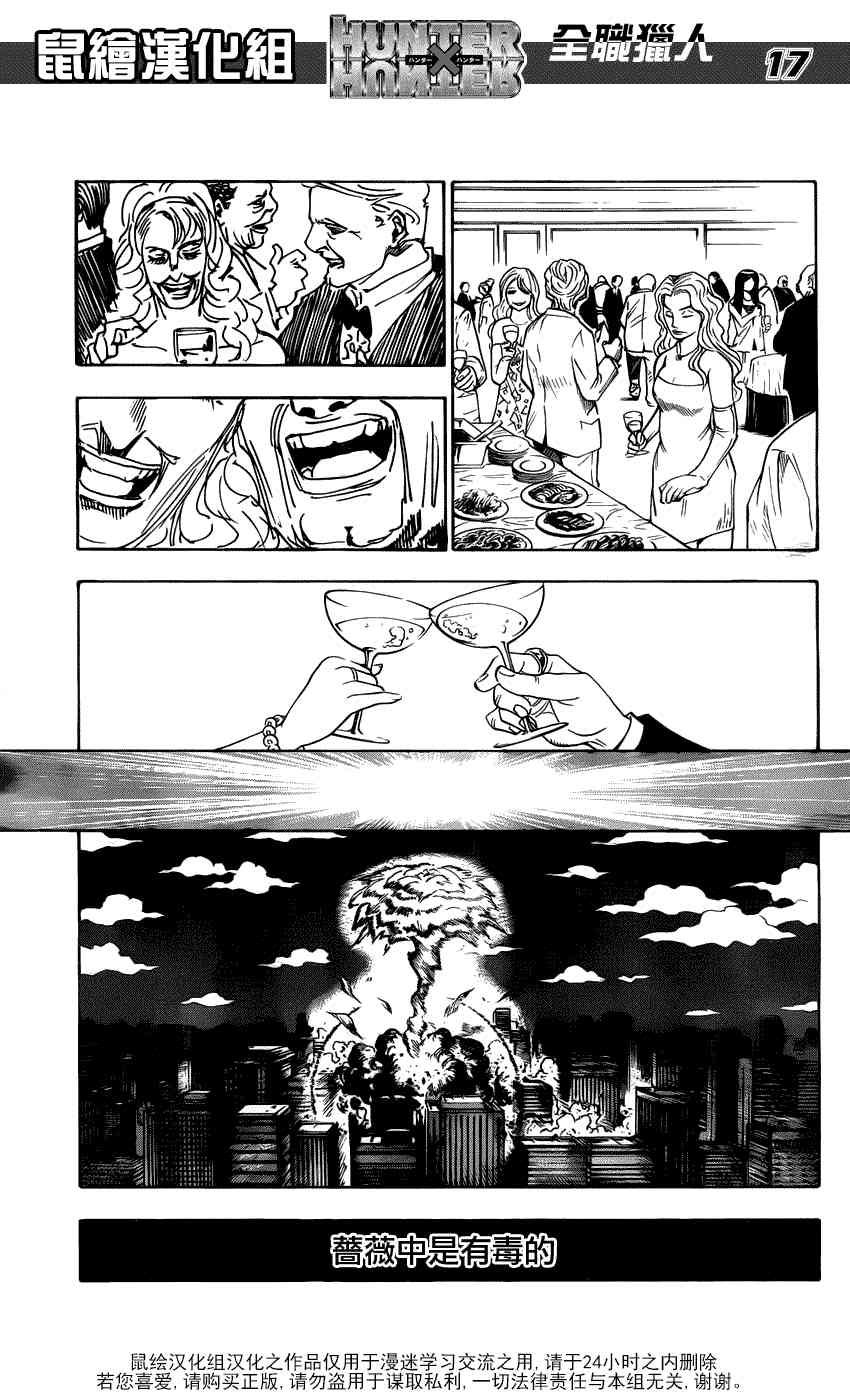 鼠繪漢化組
HUNTER×HUNTER
ハンター×ハンター
全職獵人
17
薔薇中是有毒的
鼠绘汉化组汉化之作品仅用于漫迷学习交流之用,请于24小时之内删除
若您喜爱,请购买正版,请勿盗用于谋取私利,一切法律责任与本组无关,谢谢。